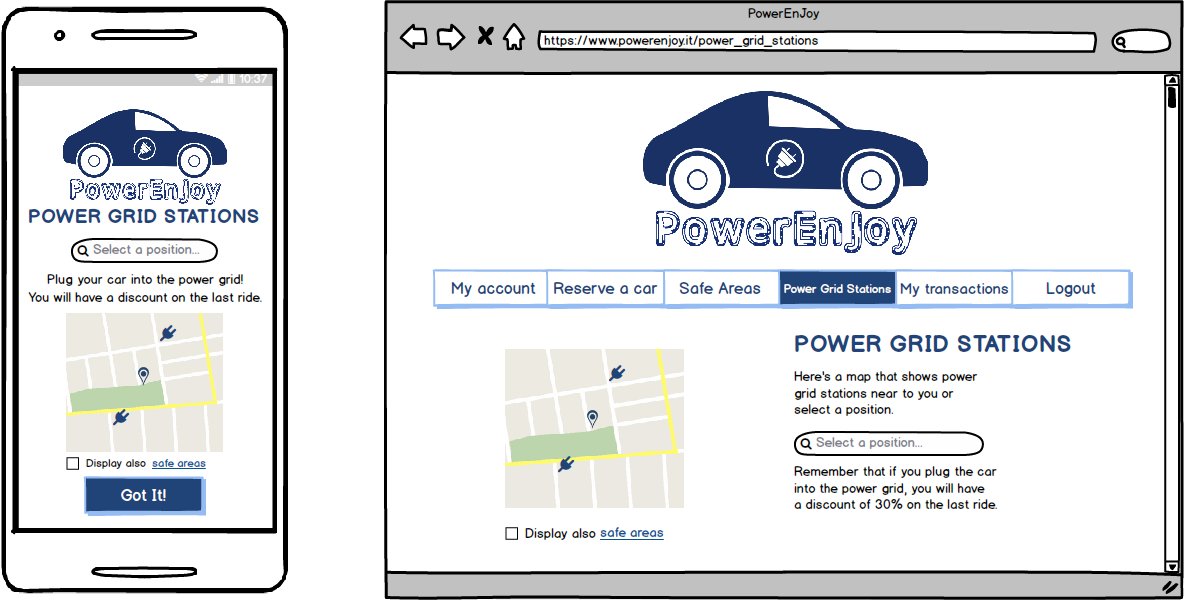 10:37
PowerEnJoy
POWER GRID STATIONS
Select a position...
Plug your car into the power grid!
You will have a discount on the last ride.
Display also safe areas
Got It!
PowerEnJoy
https://www.powerenjoy.it/power_grid_stations
PowerEnJoy
My account Reserve a car Safe Areas Power Grid Stations My transactions Logout
POWER GRID STATIONS
Here's a map that shows power
grid stations near to you or
select a position.
Select a position...
Remember that if you plug the car
into the power grid, you will have
a discount of 30% on the last ride.
Display also safe areas